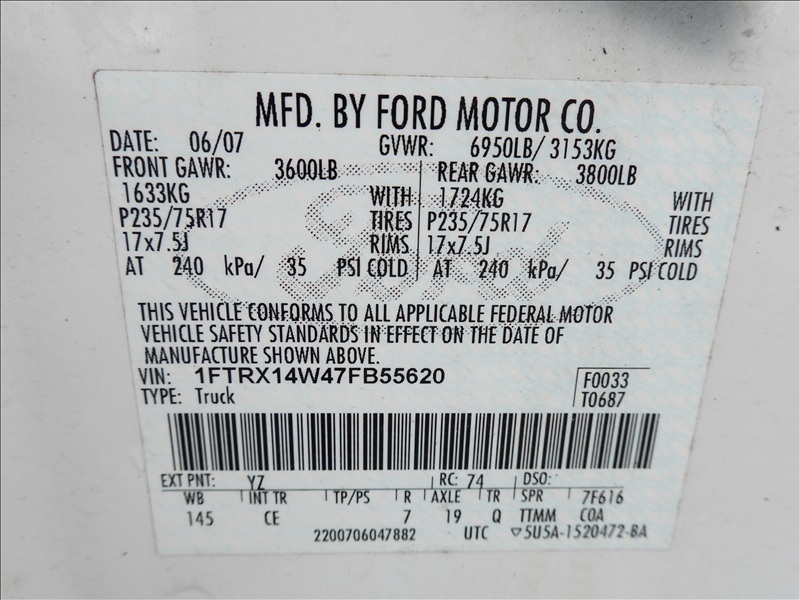 MFD. BY FORD MOTOR CO.
DATE: 06/07 GVWR: 6950LB/ 3153KG
FRONT GAWR: 3600LB REAR GAWR: 3800LB
1633KG WITH 1724KG WITH
P235/75R17 TIRES P235/75R17 TIRES
17x7.5J RIMS 17x7.5J RIMS
AT 240 kPa/ 35 PSI COLD AT 240 kPa/ 35 PSI COLD
Ford
THIS VEHICLE CONFORMS TO ALL APPLICABLE FEDERAL MOTOR
VEHICLE SAFETY STANDARDS IN EFFECT ON THE DATE OF
MANUFACTURE SHOWN ABOVE.
VIN: 1FTRX14W47FB55620 F0033
TYPE: Truck T0687
EXT PNT: YZ RC: 74 DSO:
WB INT TR TP/PS R AXLE TR SPR 7F616
145 CE 7 19 Q TTMM COA
2200706047882 UTC ▽5U5A-1520472-BA